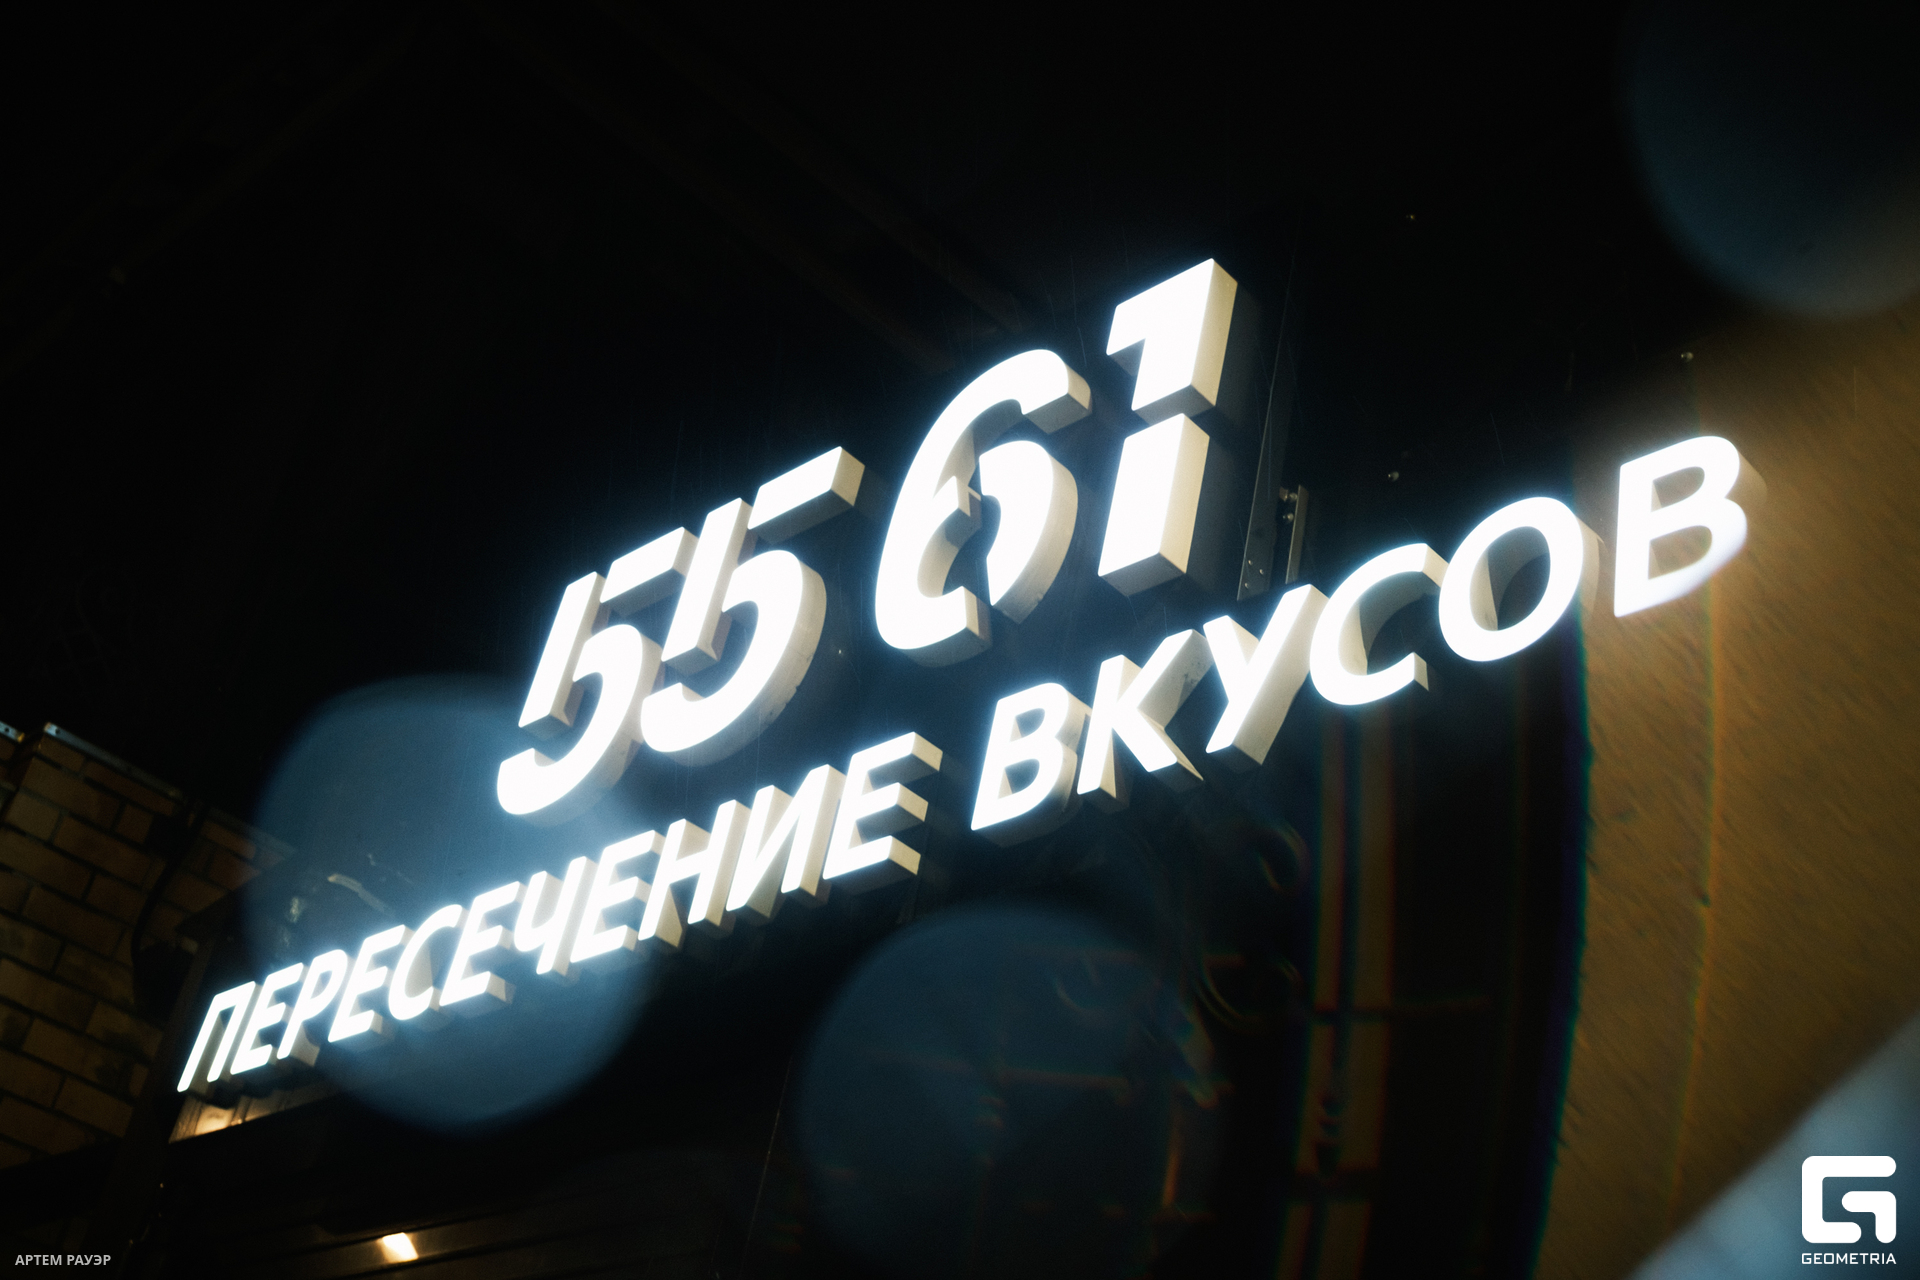 55 61
ПЕРЕСЕЧЕНИЕ ВКУСОВ
АРТЕМ РАУЭР
GEOMETRIA